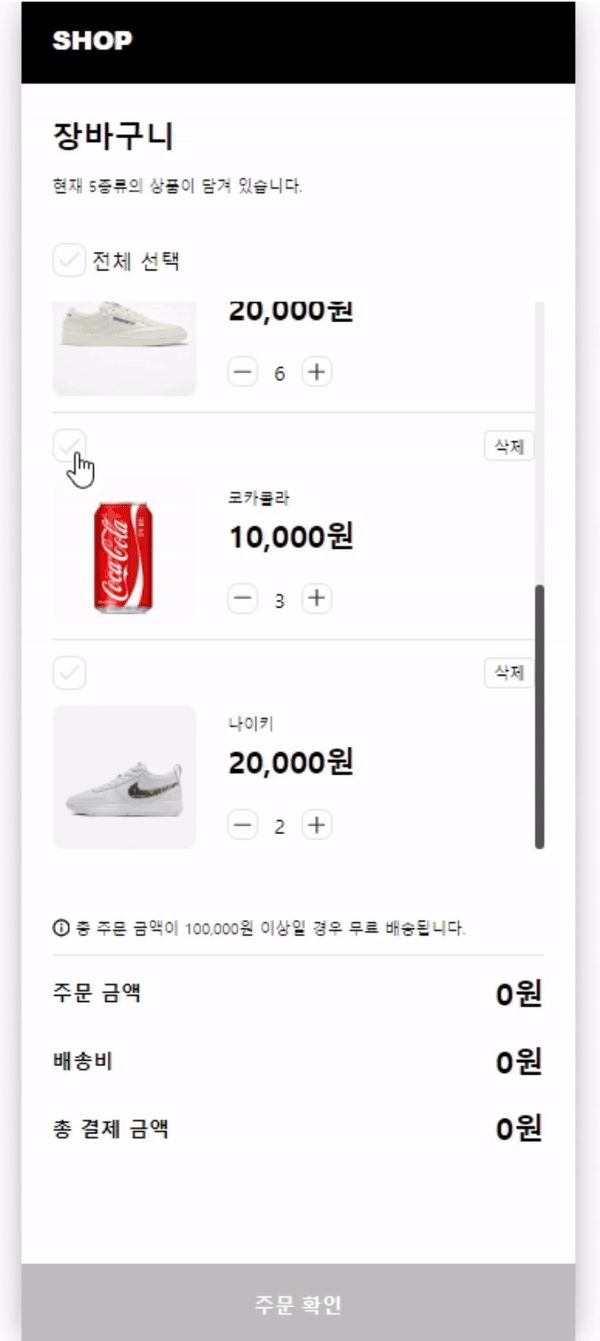 SHOP
장바구니
현재 5종류의 상품이 담겨 있습니다.
전체 선택
20,000원
6
삭제
코카콜라
10,000원
Coca-Cola
3
삭제
나이키
20,000원
2
총 주문 금액이 100,000원 이상일 경우 무료 배송됩니다.
주문 금액 0원
배송비 0원
총 결제 금액 0원
주문 확인